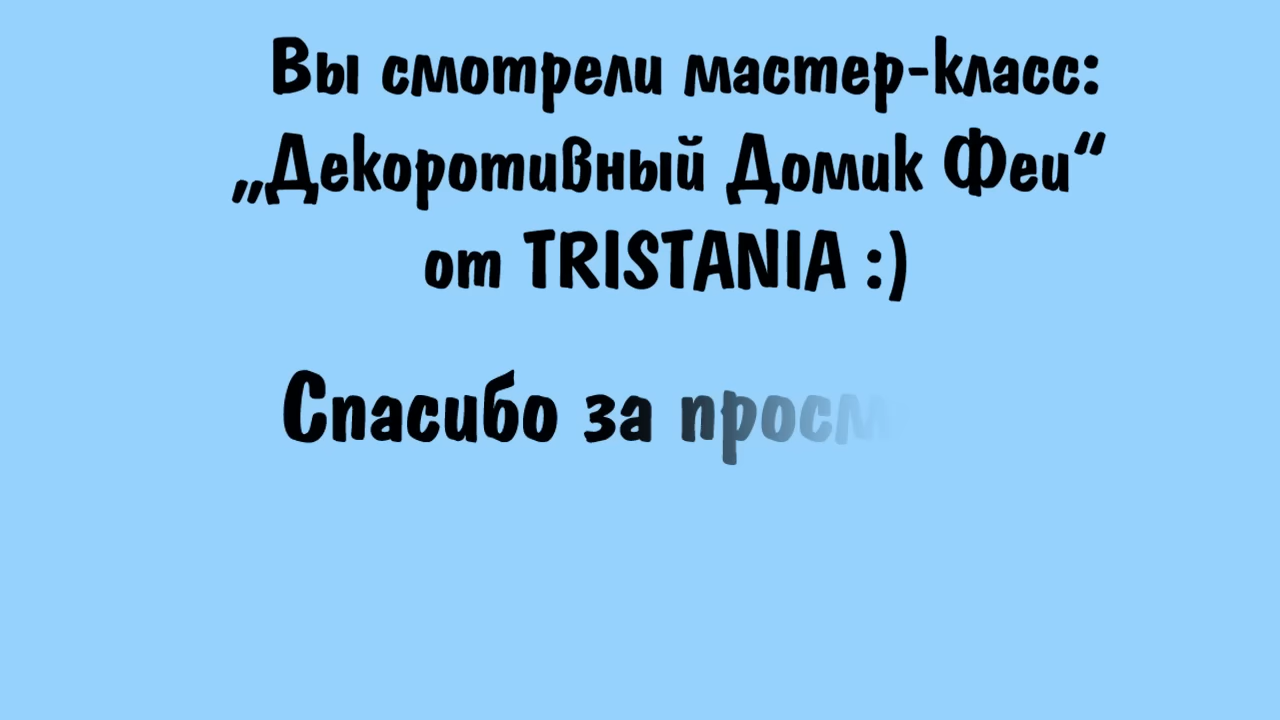 Вы смотрели мастер-класс:
„Декоротивный Домик Феи“
от TRISTANIA :)
Спасибо за